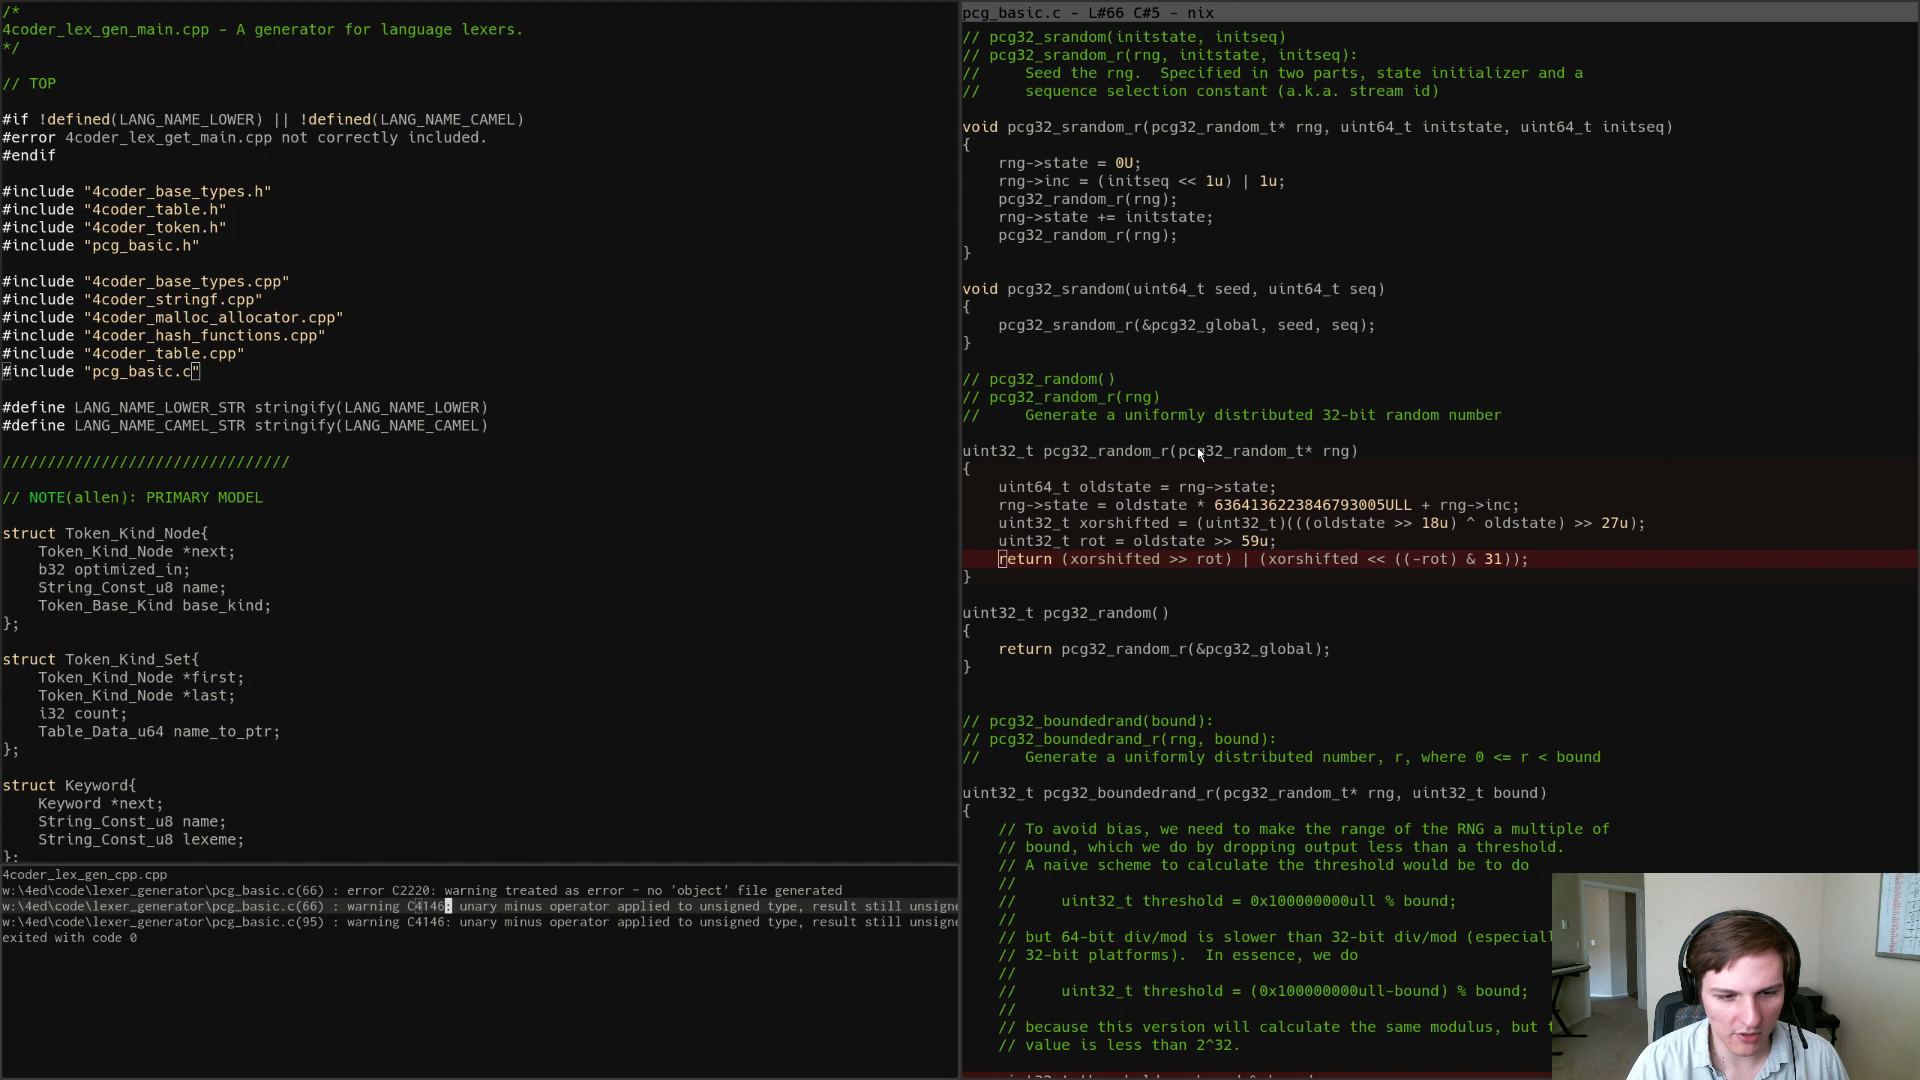 /*
4coder_lex_gen_main.cpp - A generator for language lexers.
*/
// TOP
#if !defined(LANG_NAME_LOWER) || !defined(LANG_NAME_CAMEL)
#error 4coder_lex_get_main.cpp not correctly included.
#endif
#include "4coder_base_types.h"
#include "4coder_table.h"
#include "4coder_token.h"
#include "pcg_basic.h"
#include "4coder_base_types.cpp"
#include "4coder_stringf.cpp"
#include "4coder_malloc_allocator.cpp"
#include "4coder_hash_functions.cpp"
#include "4coder_table.cpp"
#include "pcg_basic.c"
#define LANG_NAME_LOWER_STR stringify(LANG_NAME_LOWER)
#define LANG_NAME_CAMEL_STR stringify(LANG_NAME_CAMEL)
////////////////////////////////
// NOTE(allen): PRIMARY MODEL
struct Token_Kind_Node{
Token_Kind_Node *next;
b32 optimized_in;
String_Const_u8 name;
Token_Base_Kind base_kind;
};
struct Token_Kind_Set{
Token_Kind_Node *first;
Token_Kind_Node *last;
i32 count;
Table_Data_u64 name_to_ptr;
};
struct Keyword{
Keyword *next;
String_Const_u8 name;
String_Const_u8 lexeme;
};
4coder_lex_gen_cpp.cpp
w:\4ed\code\lexer_generator\pcg_basic.c(66) : error C2220: warning treated as error - no 'object' file generated
w:\4ed\code\lexer_generator\pcg_basic.c(66) : warning C4146: unary minus operator applied to unsigned type, result still unsigne
w:\4ed\code\lexer_generator\pcg_basic.c(95) : warning C4146: unary minus operator applied to unsigned type, result still unsigne
exited with code 0
pcg_basic.c - L#66 C#5 - nix
// pcg32_srandom(initstate, initseq)
// pcg32_srandom_r(rng, initstate, initseq):
//     Seed the rng.  Specified in two parts, state initializer and a
//     sequence selection constant (a.k.a. stream id)
void pcg32_srandom_r(pcg32_random_t* rng, uint64_t initstate, uint64_t initseq)
{
rng->state = 0U;
rng->inc = (initseq << 1u) | 1u;
pcg32_random_r(rng);
rng->state += initstate;
pcg32_random_r(rng);
}
void pcg32_srandom(uint64_t seed, uint64_t seq)
{
pcg32_srandom_r(&pcg32_global, seed, seq);
}
// pcg32_random()
// pcg32_random_r(rng)
//     Generate a uniformly distributed 32-bit random number
uint32_t pcg32_random_r(pcg32_random_t* rng)
{
uint64_t oldstate = rng->state;
rng->state = oldstate * 6364136223846793005ULL + rng->inc;
uint32_t xorshifted = (uint32_t)(((oldstate >> 18u) ^ oldstate) >> 27u);
uint32_t rot = oldstate >> 59u;
return (xorshifted >> rot) | (xorshifted << ((-rot) & 31));
}
uint32_t pcg32_random()
{
return pcg32_random_r(&pcg32_global);
}
// pcg32_boundedrand(bound):
// pcg32_boundedrand_r(rng, bound):
//     Generate a uniformly distributed number, r, where 0 <= r < bound
uint32_t pcg32_boundedrand_r(pcg32_random_t* rng, uint32_t bound)
{
// To avoid bias, we need to make the range of the RNG a multiple of
// bound, which we do by dropping output less than a threshold.
// A naive scheme to calculate the threshold would be to do
//
//     uint32_t threshold = 0x100000000ull % bound;
//
// but 64-bit div/mod is slower than 32-bit div/mod (especiall
// 32-bit platforms).  In essence, we do
//
//     uint32_t threshold = (0x100000000ull-bound) % bound;
//
// because this version will calculate the same modulus, but
// value is less than 2^32.